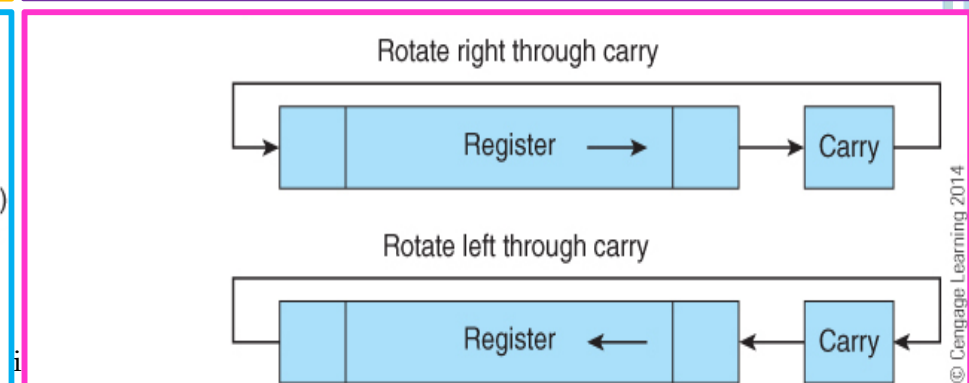 Rotate right through carry
Register
Carry
)
Rotate left through carry
Register
Carry
i
© Cengage Learning 2014